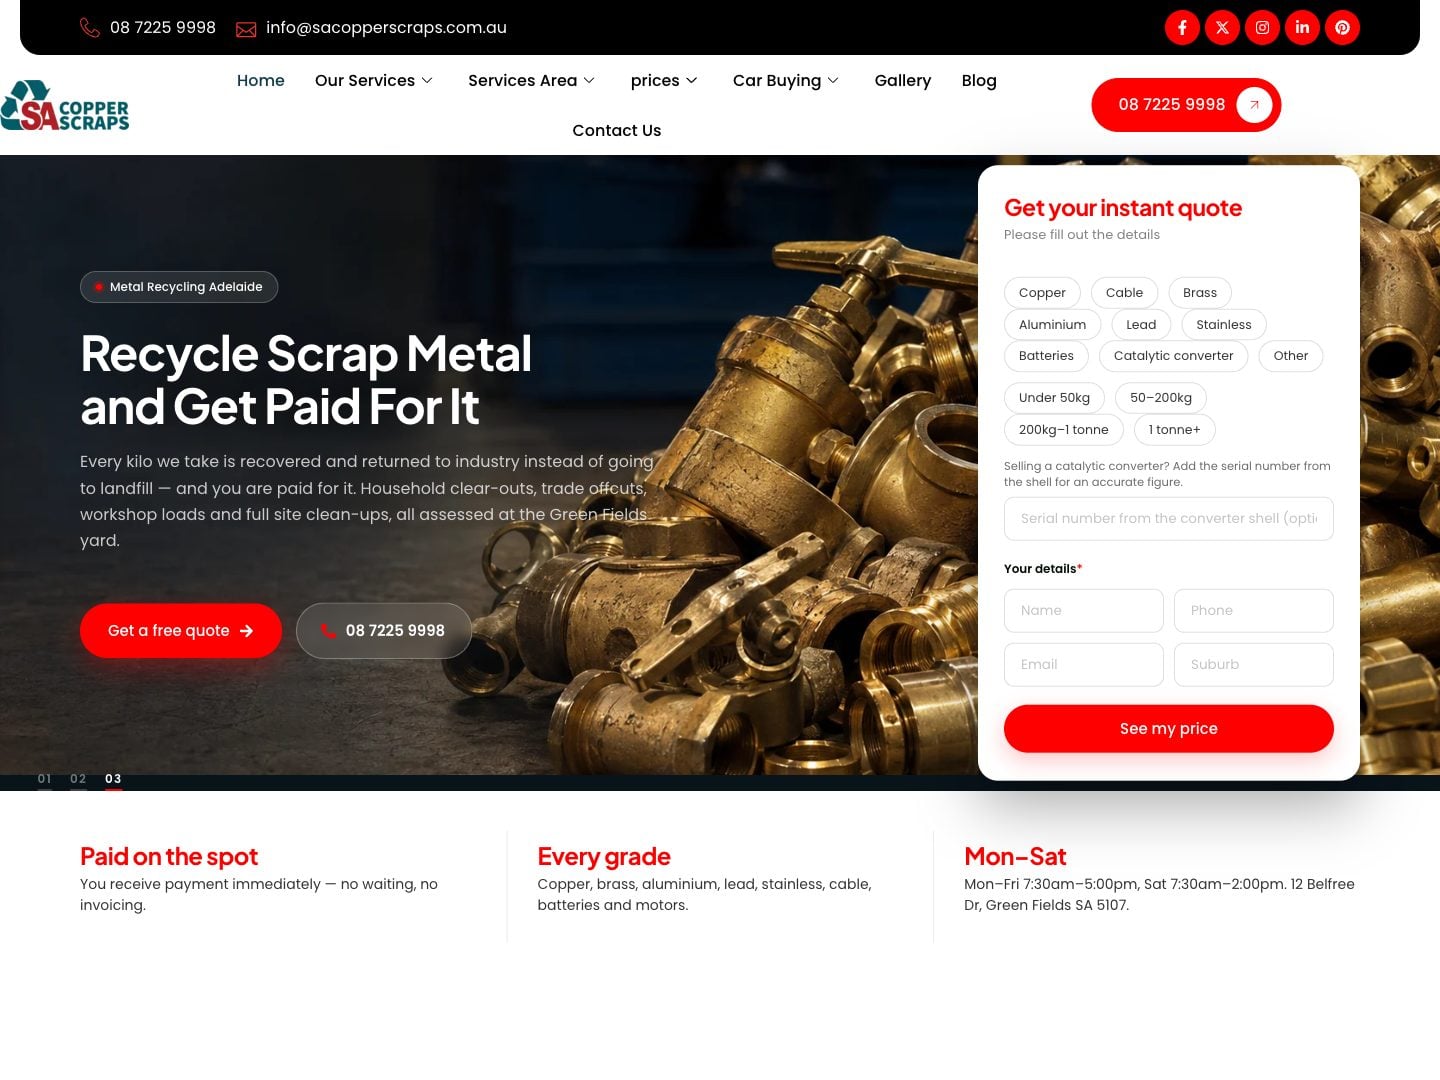 08 7225 9998
info@sacopperscraps.com.au
SA COPPER SCRAPS
Home
Our Services
Services Area
prices
Car Buying
Gallery
Blog
Contact Us
08 7225 9998
Metal Recycling Adelaide
Recycle Scrap Metal
and Get Paid For It
Every kilo we take is recovered and returned to industry instead of going
to landfill — and you are paid for it. Household clear-outs, trade offcuts,
workshop loads and full site clean-ups, all assessed at the Green Fields
yard.
Get a free quote
08 7225 9998
01 02 03
Get your instant quote
Please fill out the details
Copper Cable Brass
Aluminium Lead Stainless
Batteries Catalytic converter Other
Under 50kg 50–200kg
200kg–1 tonne 1 tonne+
Selling a catalytic converter? Add the serial number from
the shell for an accurate figure.
Serial number from the converter shell (opti
Your details*
Name Phone
Email Suburb
See my price
Paid on the spot
You receive payment immediately — no waiting, no
invoicing.
Every grade
Copper, brass, aluminium, lead, stainless, cable,
batteries and motors.
Mon–Sat
Mon–Fri 7:30am–5:00pm, Sat 7:30am–2:00pm. 12 Belfree
Dr, Green Fields SA 5107.